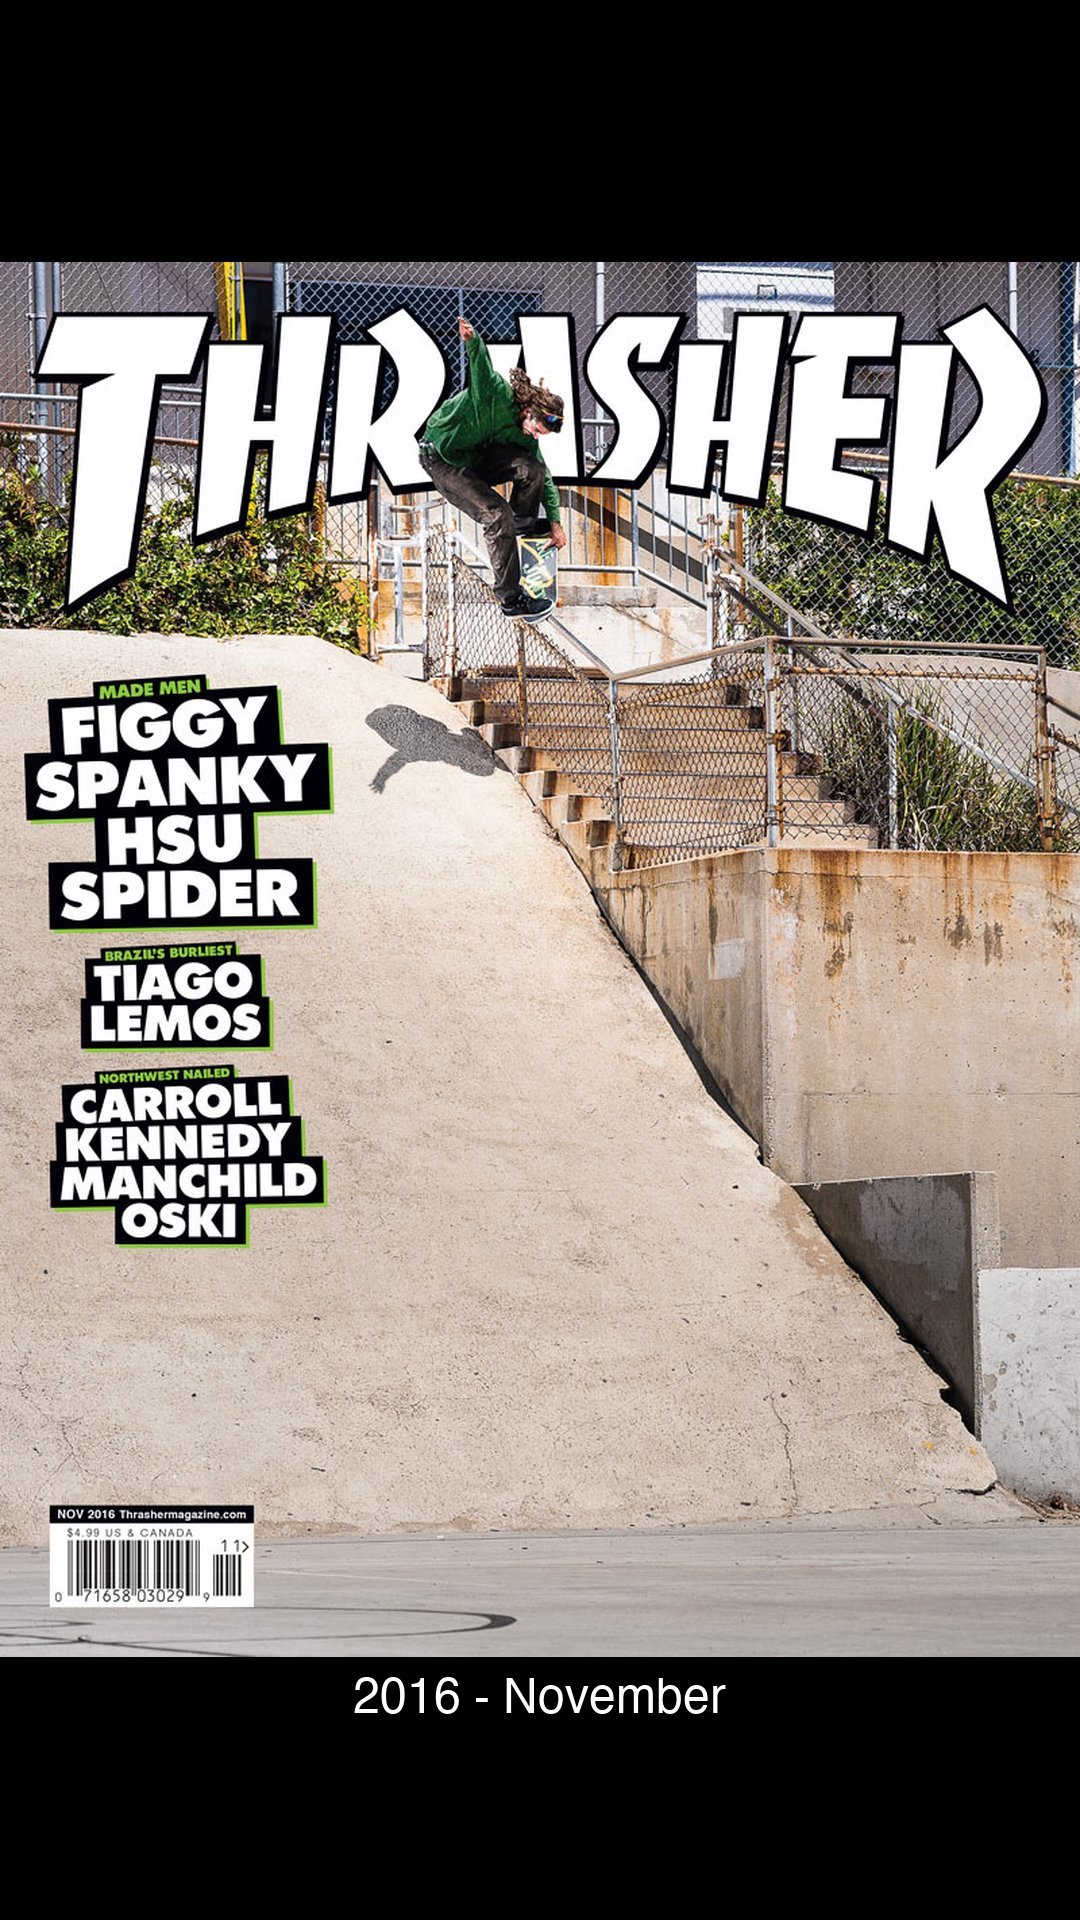 THRASHER
MADE MEN
FIGGY
SPANKY
HSU
SPIDER
BRAZIL'S BURLIEST
TIAGO
LEMOS
NORTHWEST NAILED
CARROLL
KENNEDY
MANCHILD
OSKI
NOV 2016 Thrashermagazine.com
$4.99 US & CANADA
11>
0 71658 03029 9
2016 - November